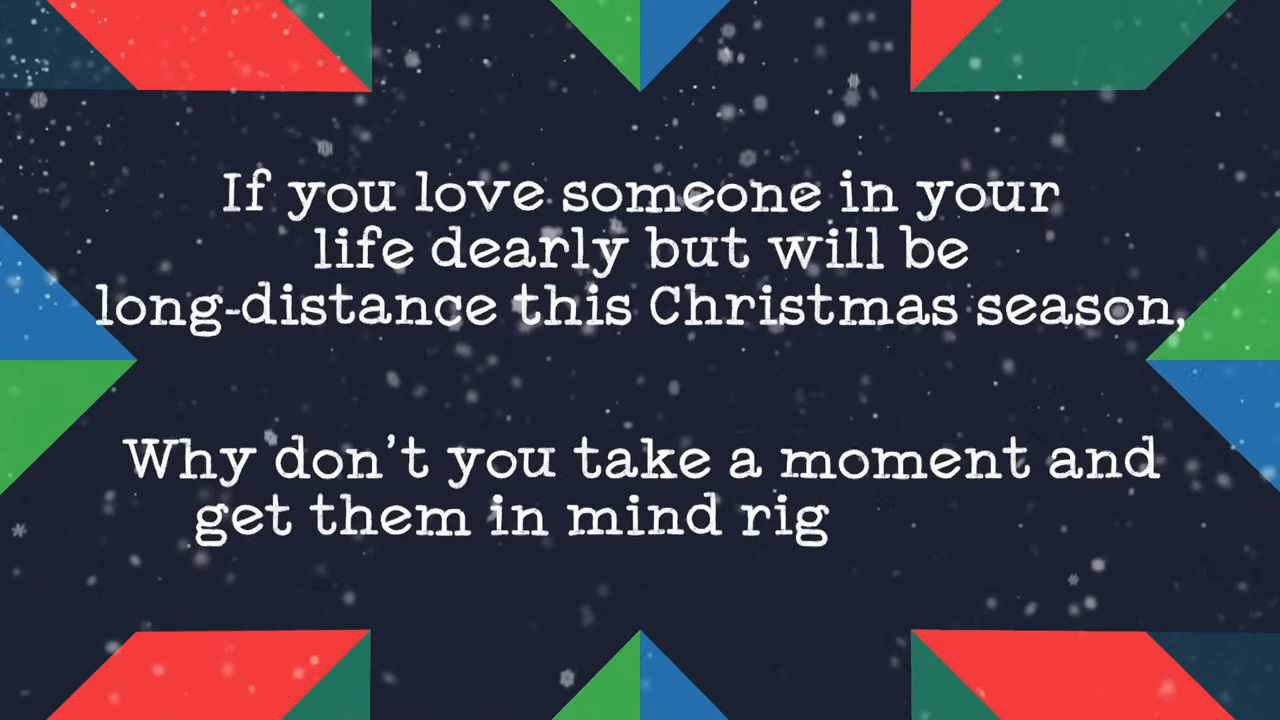 If you love someone in your
life dearly but will be
long-distance this Christmas season,
Why don't you take a moment and
get them in mind rig